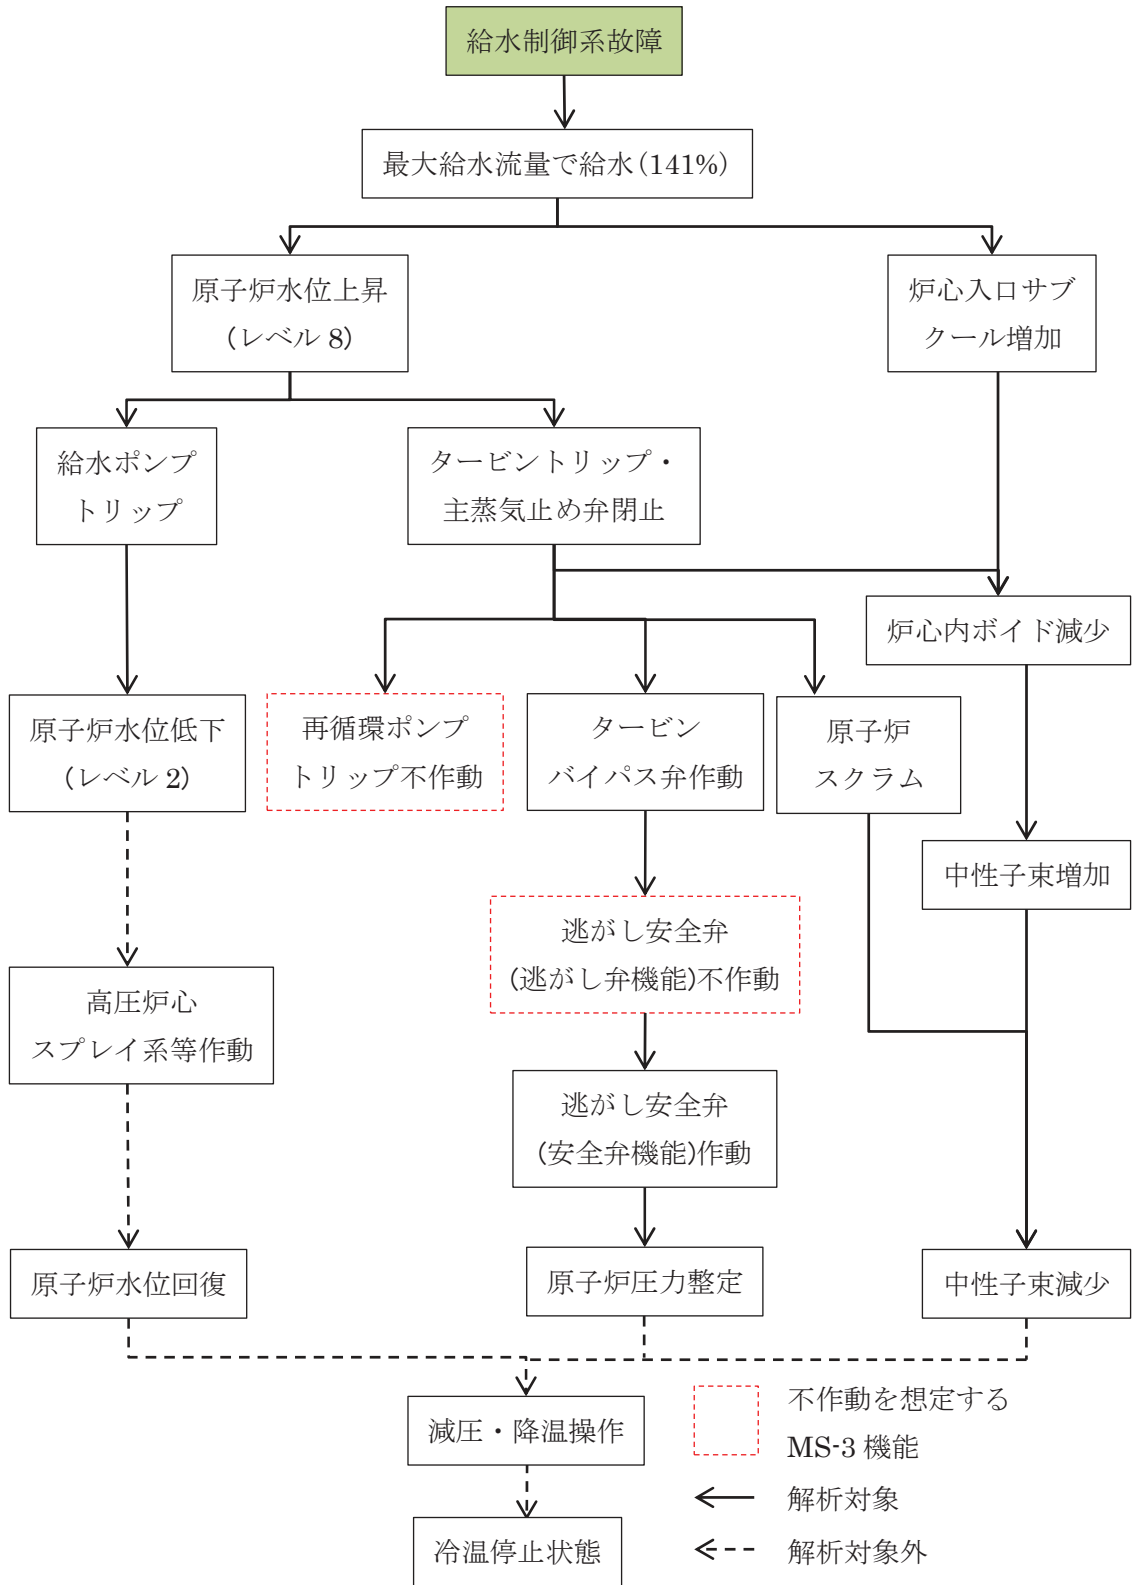 給水制御系故障
最大給水流量で給水(141%)
原子炉水位上昇
(レベル 8)
炉心入口サブ
クール増加
給水ポンプ
トリップ
タービントリップ・
主蒸気止め弁閉止
炉心内ボイド減少
原子炉水位低下
(レベル 2)
再循環ポンプ
トリップ不作動
タービン
バイパス弁作動
原子炉
スクラム
中性子束増加
逃がし安全弁
(逃がし弁機能)不作動
高圧炉心
スプレイ系等作動
逃がし安全弁
(安全弁機能)作動
原子炉水位回復
原子炉圧力整定
中性子束減少
減圧・降温操作
冷温停止状態
不作動を想定する
MS-3 機能
解析対象
解析対象外